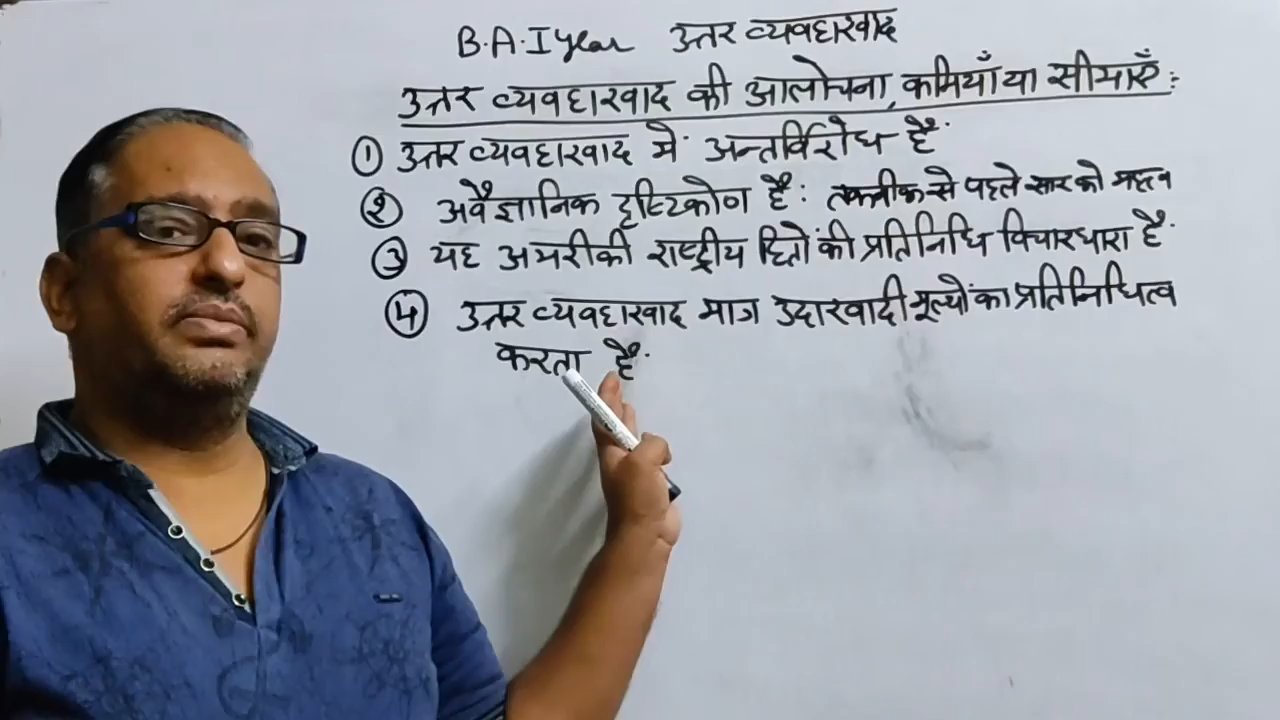 B.A.I year उत्तर व्यवहारवाद
उत्तर व्यवहारवाद की आलोचना, कमियाँ या सीमाएँ :
① उत्तर व्यवहारवाद में अन्तर्विरोध है
② अवैज्ञानिक दृष्टिकोण है : तकनीक से पहले सार को महत्व
③ यह अमरीकी राष्ट्रीय हितों की प्रतिनिधि विचारधारा है
④ उत्तर व्यवहारवाद मात्र उदारवादी मूल्यों का प्रतिनिधित्व
करता है